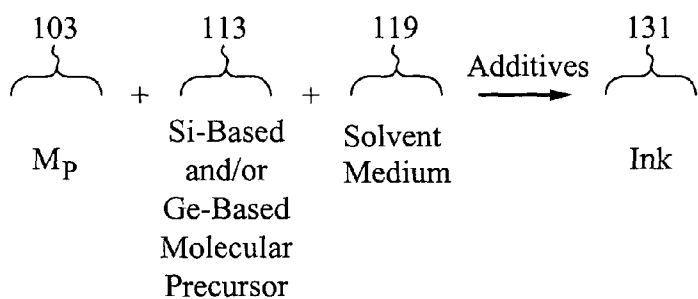 103 113 119 131
Additives
+ +
M_P Si-Based and/or Ge-Based Molecular Precursor Solvent Medium Ink